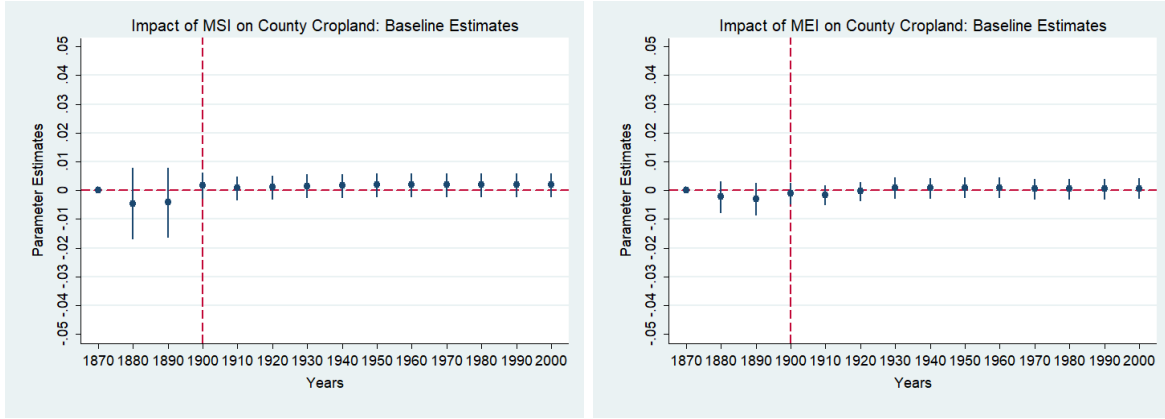 Impact of MSI on County Cropland: Baseline Estimates
Parameter Estimates
.05
.04
.03
.02
.01
0
-.01
-.02
-.03
-.04
-.05
1870 1880 1890 1900 1910 1920 1930 1940 1950 1960 1970 1980 1990 2000
Years
Impact of MEI on County Cropland: Baseline Estimates
Parameter Estimates
.05
.04
.03
.02
.01
0
-.01
-.02
-.03
-.04
-.05
1870 1880 1890 1900 1910 1920 1930 1940 1950 1960 1970 1980 1990 2000
Years